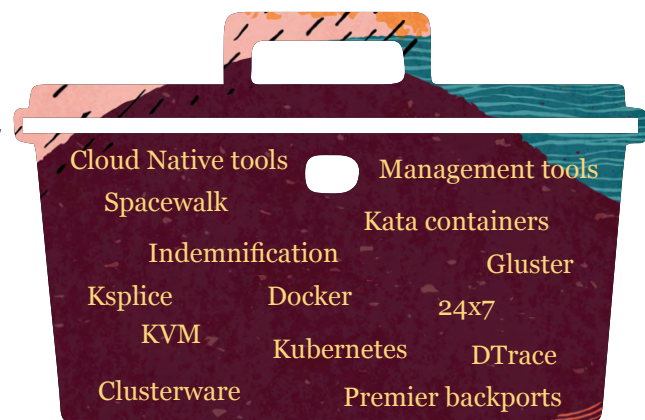 Cloud Native tools
Management tools
Spacewalk
Kata containers
Indemnification
Gluster
Ksplice
Docker
24x7
KVM
Kubernetes
DTrace
Clusterware
Premier backports